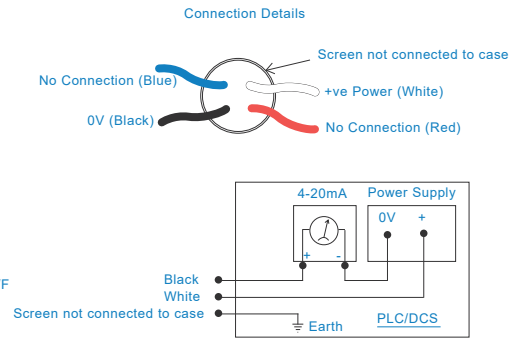 Connection Details
Screen not connected to case
No Connection (Blue)
+ve Power (White)
0V (Black)
No Connection (Red)
4-20mA
Power Supply
0V +
+ -
F
Black
White
Screen not connected to case
Earth
PLC/DCS